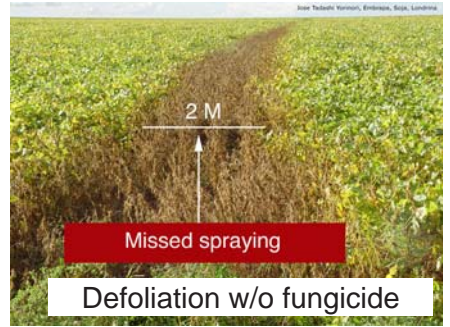 Jose Tadashi Yorinori, Embrapa, Soja, Londrina
2 M
Missed spraying
Defoliation w/o fungicide